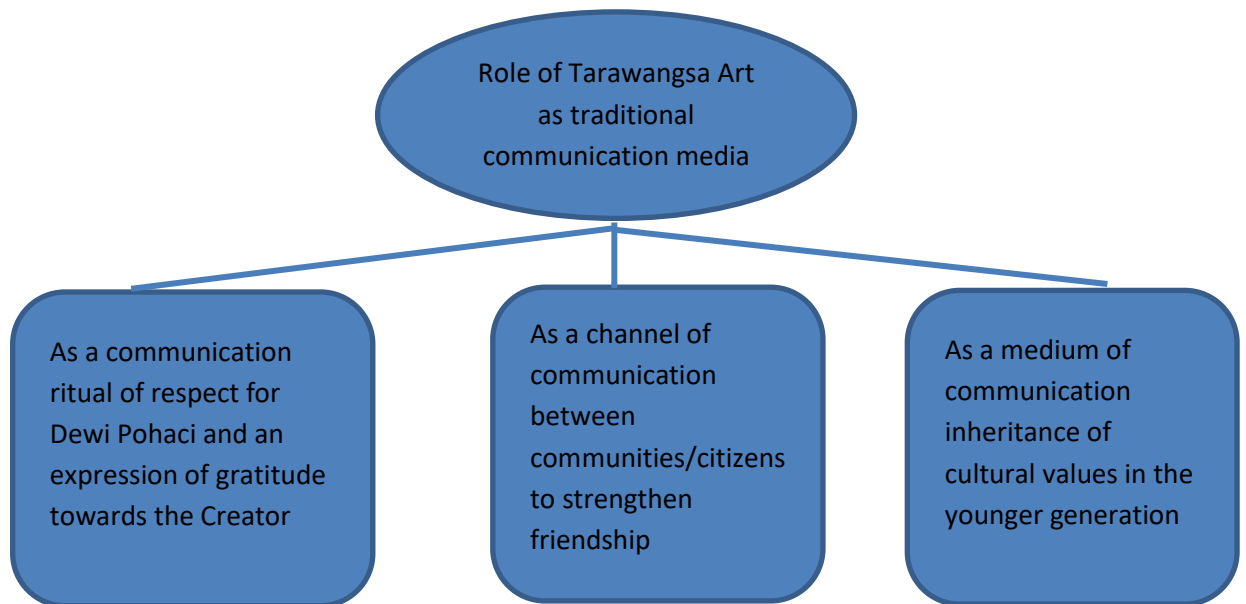 Role of Tarawangsa Art
as traditional
communication media
As a communication
ritual of respect for
Dewi Pohaci and an
expression of gratitude
towards the Creator
As a channel of
communication
between
communities/citizens
to strengthen
friendship
As a medium of
communication
inheritance of
cultural values in the
younger generation